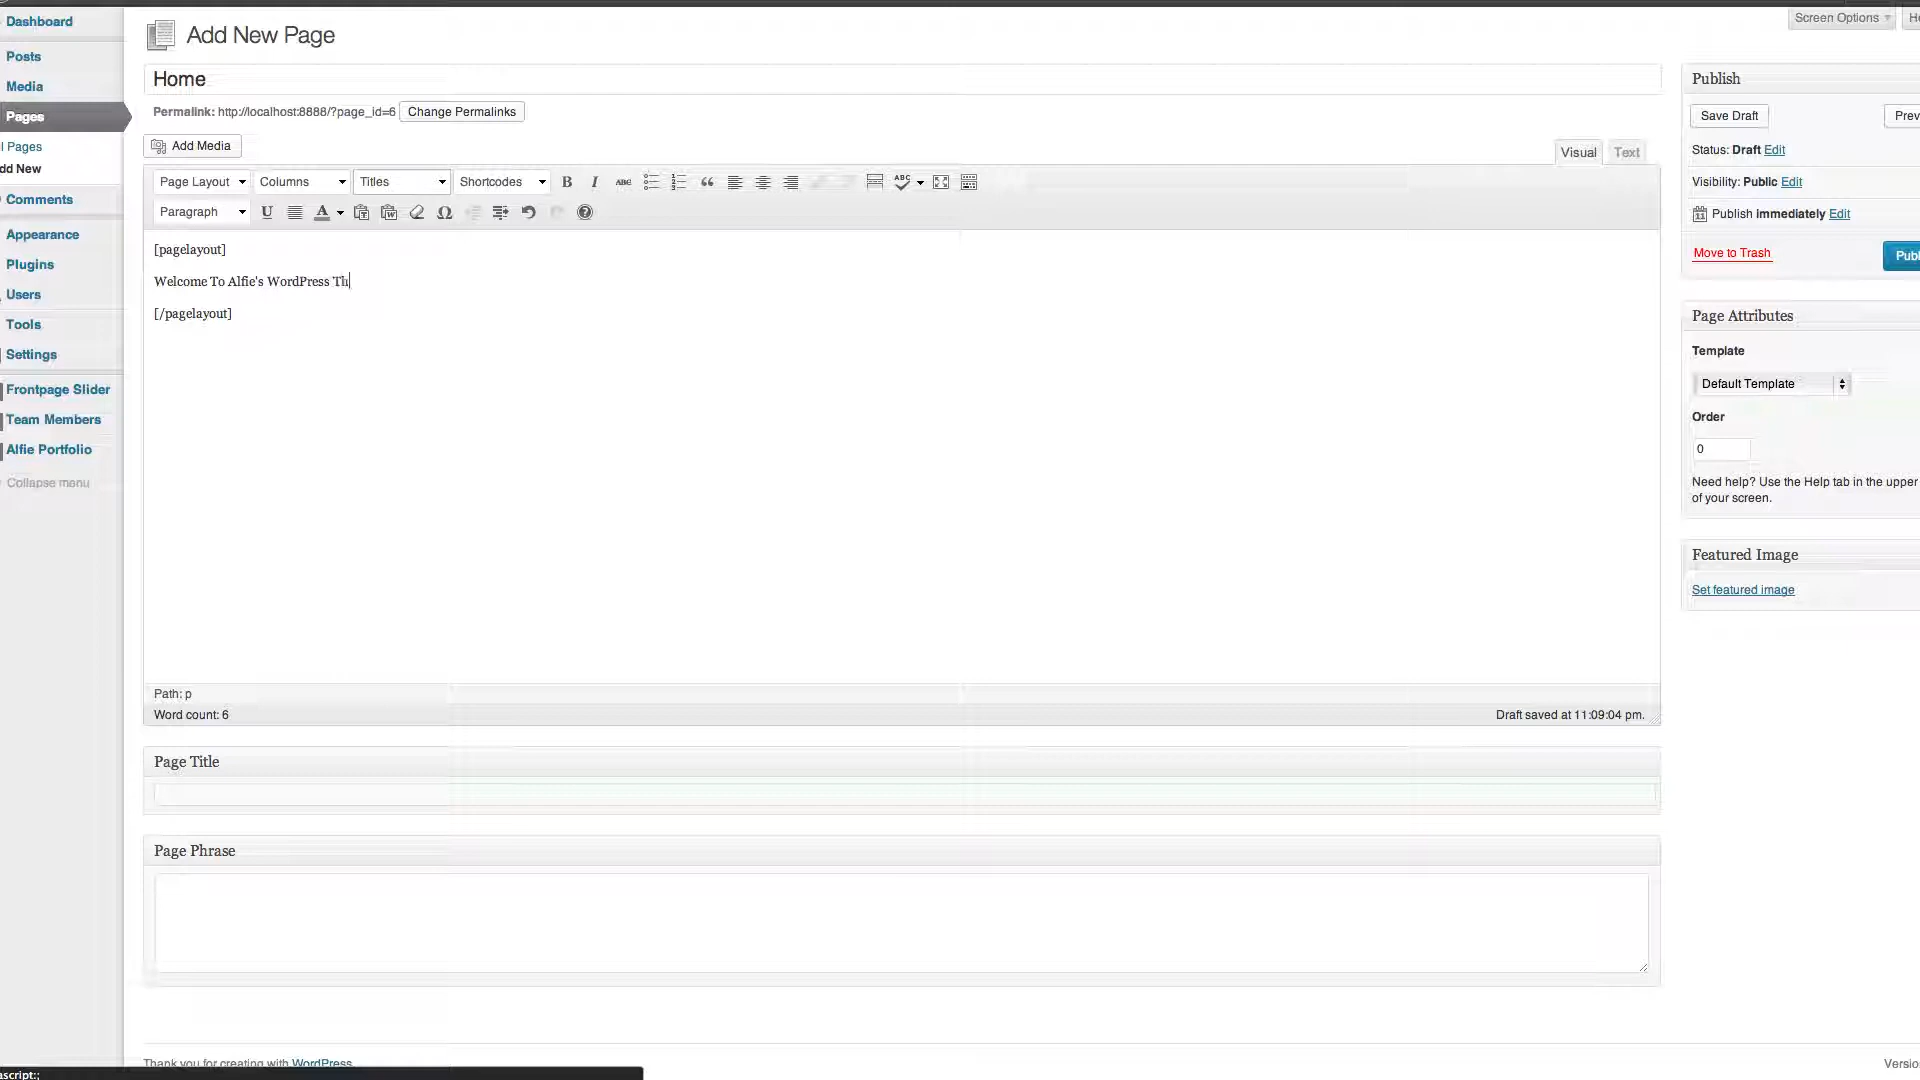 Dashboard
Posts
Media
Pages
l Pages
dd New
Comments
Appearance
Plugins
Users
Tools
Settings
Frontpage Slider
Team Members
Alfie Portfolio
Collapse menu
Add New Page
Screen Options
He
Home
Permalink: http://localhost:8888/?page_id=6 Change Permalinks
Add Media
Visual Text
Page Layout Columns Titles Shortcodes B I ABC ABC
Paragraph U A
[pagelayout]
Welcome To Alfie's WordPress Th
[/pagelayout]
Path: p
Word count: 6
Draft saved at 11:09:04 pm.
Page Title
Page Phrase
Publish
Save Draft
Prev
Status: Draft Edit
Visibility: Public Edit
Publish immediately Edit
Move to Trash
Publ
Page Attributes
Template
Default Template
Order
0
Need help? Use the Help tab in the upper
of your screen.
Featured Image
Set featured image
Thank you for creating with WordPress.
Versio
ascript:;